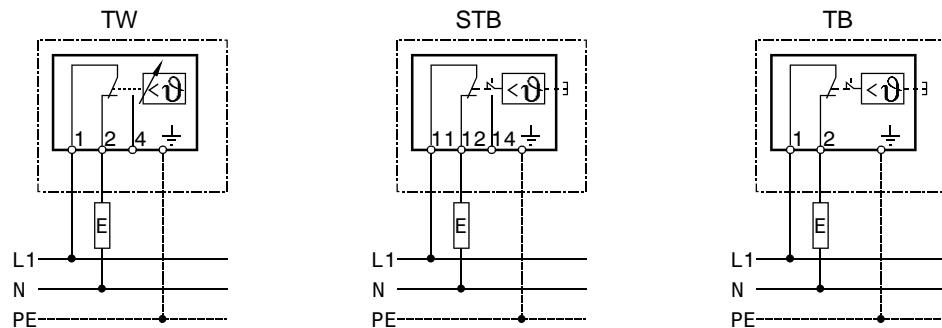 TW STB TB
<ϑ <ϑ <ϑ
1 2 4 11 12 14 1 2
E E E
L1 L1 L1
N N N
PE PE PE